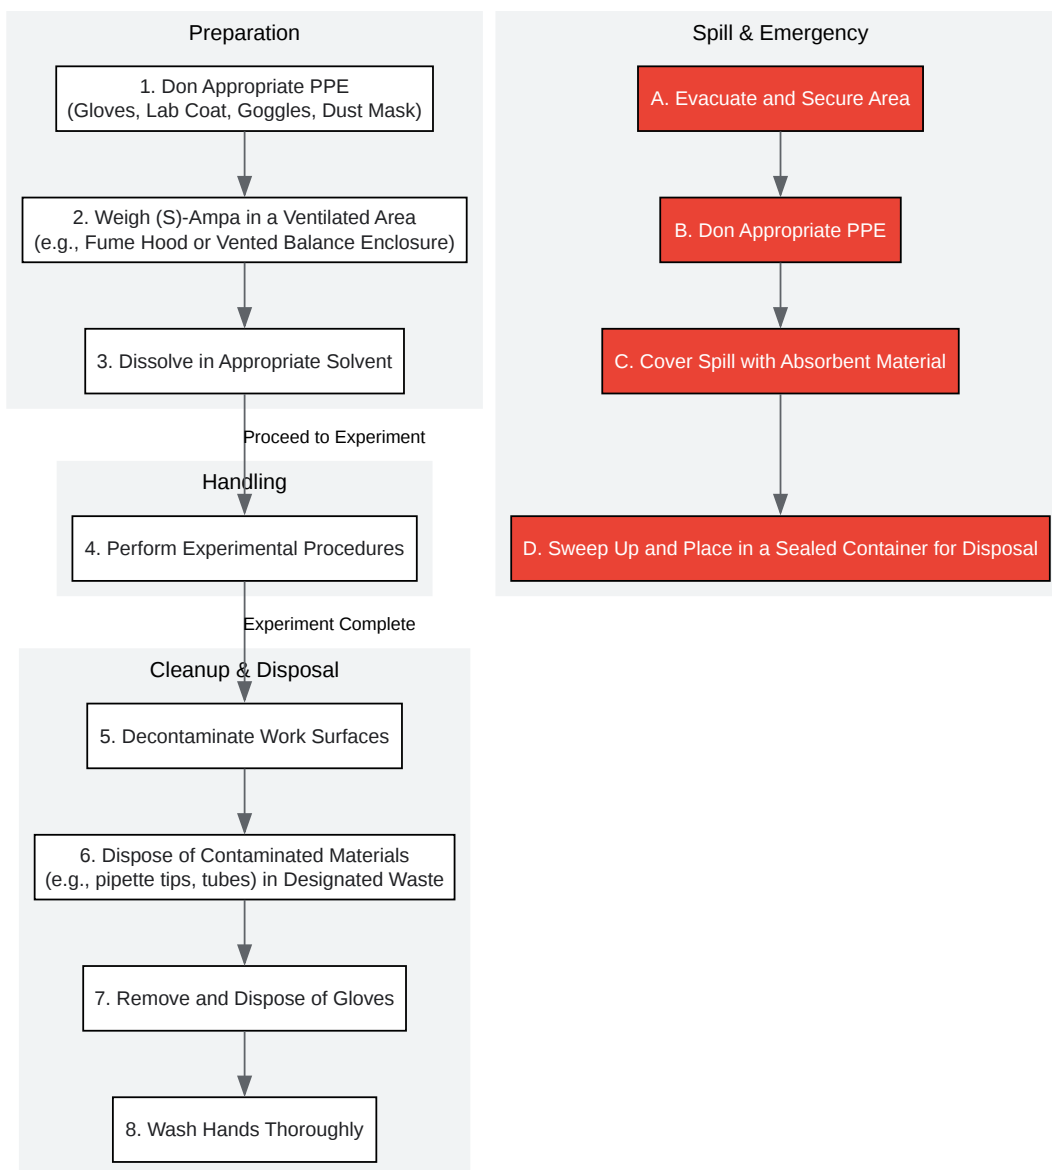 Preparation
1. Don Appropriate PPE
(Gloves, Lab Coat, Goggles, Dust Mask)
2. Weigh (S)-Ampa in a Ventilated Area
(e.g., Fume Hood or Vented Balance Enclosure)
3. Dissolve in Appropriate Solvent
Proceed to Experiment
Handling
4. Perform Experimental Procedures
Experiment Complete
Cleanup & Disposal
5. Decontaminate Work Surfaces
6. Dispose of Contaminated Materials
(e.g., pipette tips, tubes) in Designated Waste
7. Remove and Dispose of Gloves
8. Wash Hands Thoroughly
Spill & Emergency
A. Evacuate and Secure Area
B. Don Appropriate PPE
C. Cover Spill with Absorbent Material
D. Sweep Up and Place in a Sealed Container for Disposal